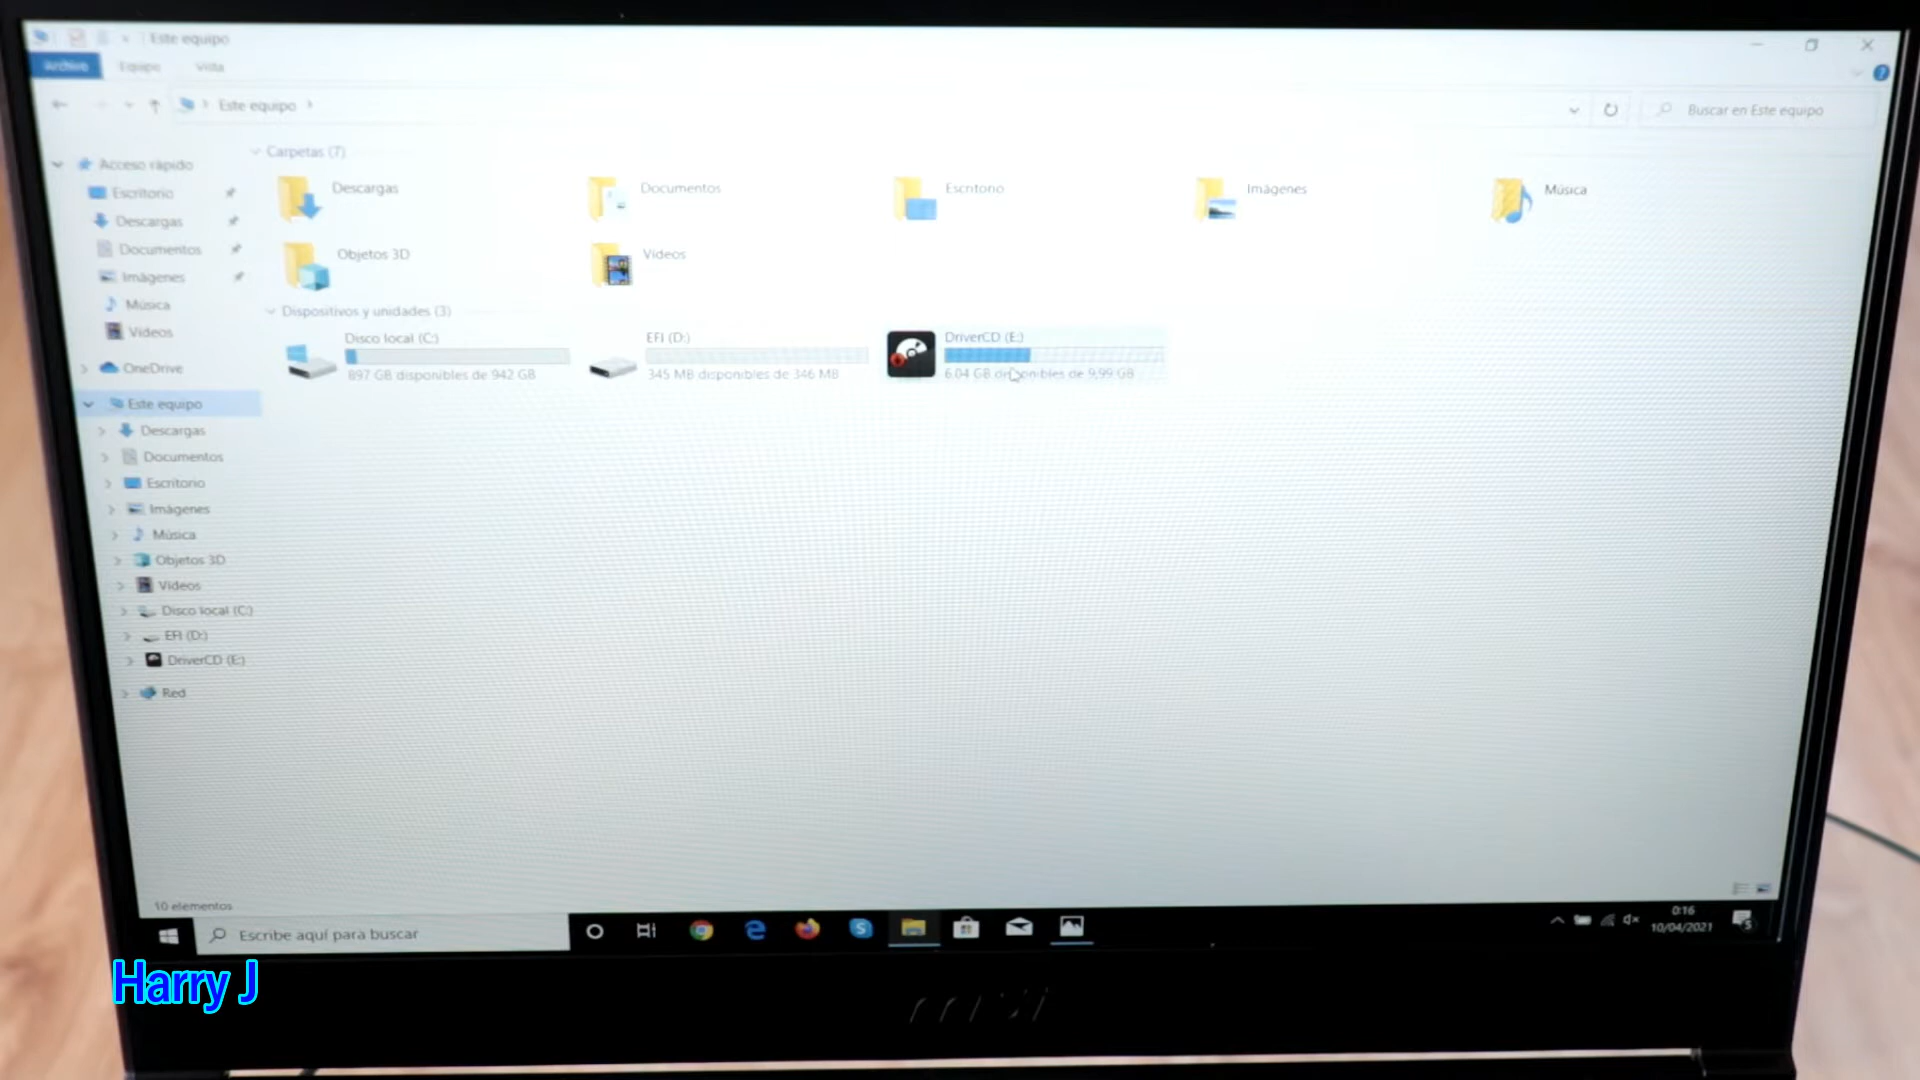 Este equipo
Archivo Equipo Vista
Este equipo
Buscar en Este equipo
Acceso rápido
Escritorio
Descargas
Documentos
Imágenes
Música
Vídeos
OneDrive
Este equipo
Descargas
Documentos
Escritorio
Imágenes
Música
Objetos 3D
Vídeos
Disco local (C:)
EFI (D:)
DriverCD (E:)
Red
Carpetas (7)
Descargas
Documentos
Escritorio
Imágenes
Música
Objetos 3D
Vídeos
Dispositivos y unidades (3)
Disco local (C:)
897 GB disponibles de 942 GB
EFI (D:)
345 MB disponibles de 346 MB
DriverCD (E:)
6,04 GB disponibles de 9,99 GB
10 elementos
Escribe aquí para buscar
0:16
10/04/2021
5
Harry J
msi